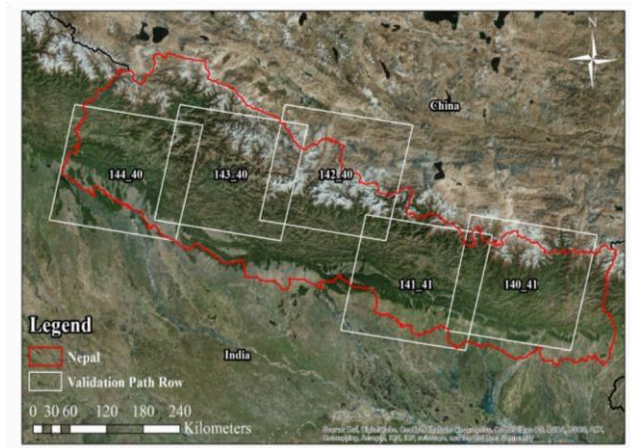 N
China
144_40
143_40
142_40
141_41
140_41
Legend
Nepal
Validation Path Row
India
0 30 60 120 180 240
Kilometers